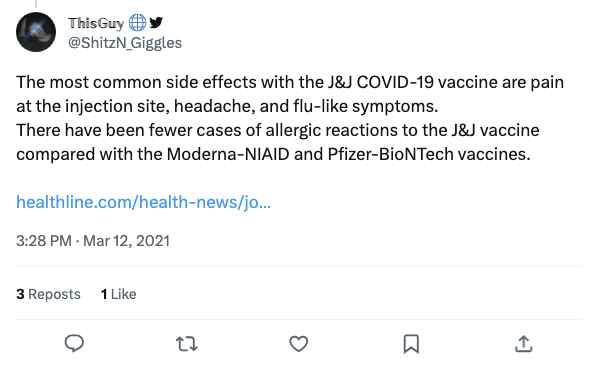 ThisGuy
@ShitzN_Giggles
The most common side effects with the J&J COVID-19 vaccine are pain
at the injection site, headache, and flu-like symptoms.
There have been fewer cases of allergic reactions to the J&J vaccine
compared with the Moderna-NIAID and Pfizer-BioNTech vaccines.
healthline.com/health-news/jo...
3:28 PM · Mar 12, 2021
3 Reposts 1 Like